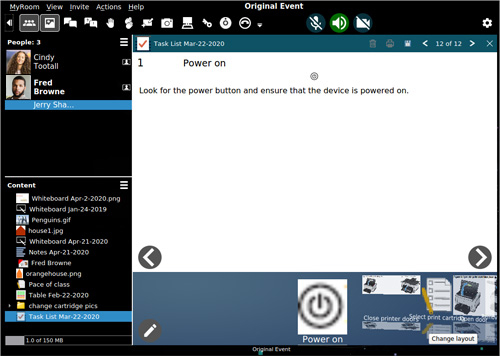 MyRoom View Invite Actions Help
Original Event
People: 3
Cindy
Tootall
Fred
Browne
Jerry Sha...
Content
Whiteboard Apr-2-2020.png
Whiteboard Jan-24-2019
Penguins.gif
house1.jpg
Whiteboard Apr-21-2020
Notes Apr-21-2020
Fred Browne
orangehouse.png
Pace of class
Table Feb-22-2020
change cartridge pics
Task List Mar-22-2020
1.0 of 150 MB
Task List Mar-22-2020
12 of 12
1 Power on
Look for the power button and ensure that the device is powered on.
Power on
Close printer doors
Select print cartridge
Open door
Change layout
Original Event